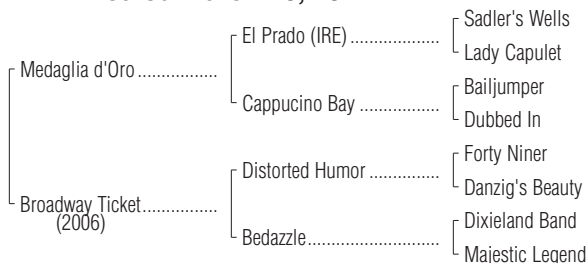 Sadler's Wells
El Prado (IRE)
Lady Capulet
Medaglia d'Oro
Bailjumper
Cappucino Bay
Dubbed In
Forty Niner
Distorted Humor
Danzig's Beauty
Broadway Ticket
(2006)
Dixieland Band
Bedazzle
Majestic Legend